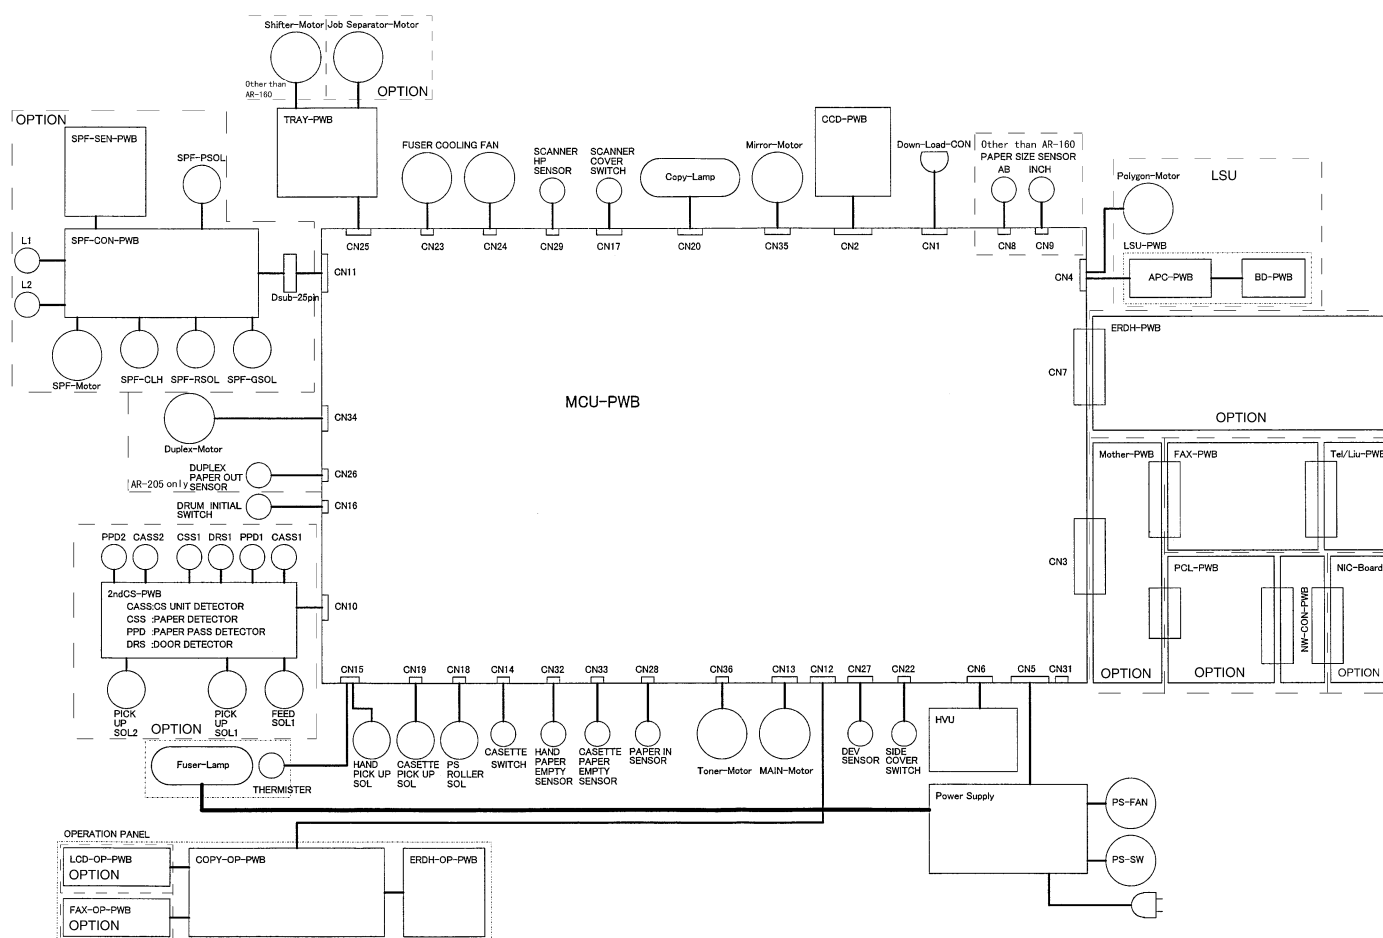 Shifter-Motor
Job Separator-Motor
Other than
AR-160
OPTION
TRAY-PWB
OPTION
SPF-SEN-PWB
SPF-PSOL
L1
L2
SPF-CON-PWB
Dsub-25pin
SPF-Motor
SPF-CLH
SPF-RSOL
SPF-GSOL
FUSER COOLING FAN
SCANNER
HP
SENSOR
SCANNER
COVER
SWITCH
Copy-Lamp
Mirror-Motor
CCD-PWB
Down-Load-CON
Other than AR-160
PAPER SIZE SENSOR
AB
INCH
CN25
CN23
CN24
CN29
CN17
CN20
CN35
CN2
CN1
CN8
CN9
Polygon-Motor
LSU
LSU-PWB
APC-PWB
BD-PWB
CN11
CN4
ERDH-PWB
OPTION
CN7
MCU-PWB
CN34
Duplex-Motor
DUPLEX
PAPER OUT
SENSOR
AR-205 only
CN26
DRUM INITIAL
SWITCH
CN16
Mother-PWB
OPTION
FAX-PWB
Tel/Liu-PWB
CN3
PCL-PWB
OPTION
NW-CON-PWB
NIC-Board
OPTION
PPD2
CASS2
CSS1
DRS1
PPD1
CASS1
2ndCS-PWB
CASS:CS UNIT DETECTOR
CSS :PAPER DETECTOR
PPD :PAPER PASS DETECTOR
DRS :DOOR DETECTOR
CN10
PICK
UP
SOL2
PICK
UP
SOL1
FEED
SOL1
OPTION
CN15
CN19
CN18
CN14
CN32
CN33
CN28
CN36
CN13
CN12
CN27
CN22
CN6
CN5
CN31
Fuser-Lamp
THERMISTER
HAND
PICK UP
SOL
CASETTE
PICK UP
SOL
PS
ROLLER
SOL
CASETTE
SWITCH
HAND
PAPER
EMPTY
SENSOR
CASETTE
PAPER
EMPTY
SENSOR
PAPER IN
SENSOR
Toner-Motor
MAIN-Motor
DEV
SENSOR
SIDE
COVER
SWITCH
HVU
Power Supply
PS-FAN
PS-SW
OPERATION PANEL
LCD-OP-PWB
OPTION
COPY-OP-PWB
ERDH-OP-PWB
FAX-OP-PWB
OPTION